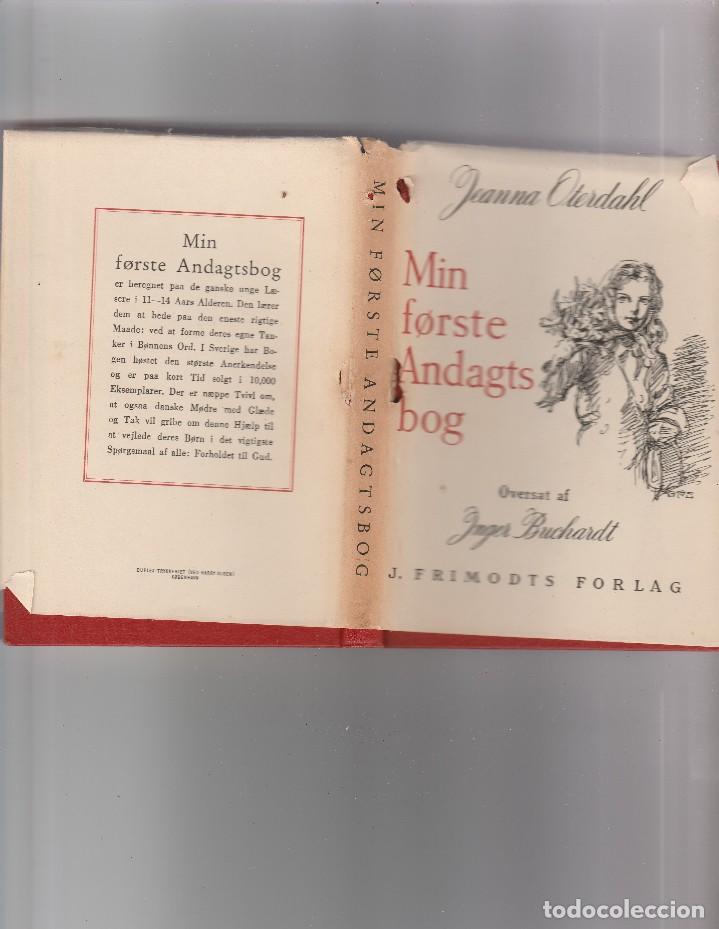 Min
første Andagtsbog
er beregnet paa de ganske unge Læ-
sere i 11--14 Aars Alderen. Den lærer
dem at bede paa den eneste rigtige
Maade: ved at forme deres egne Tan-
ker i Bønnens Ord. I Sverige har Bo-
gen høstet den største Anerkendelse
og er paa kort Tid solgt i 10,000
Eksemplarer. Der er næppe Tvivl om,
at ogsaa danske Mødre med Glæde
og Tak vil gribe om denne Hjælp til
at vejlede deres Børn i det vigtigste
Spørgsmaal af alle: Forholdet til Gud.
KØBENHAVN
MIN FØRSTE ANDAGTSBOG
Jeanna Oterdahl
Min
første
Andagts
bog
Oversat af
Inger Buchardt
J. FRIMODTS FORLAG
todocoleccion